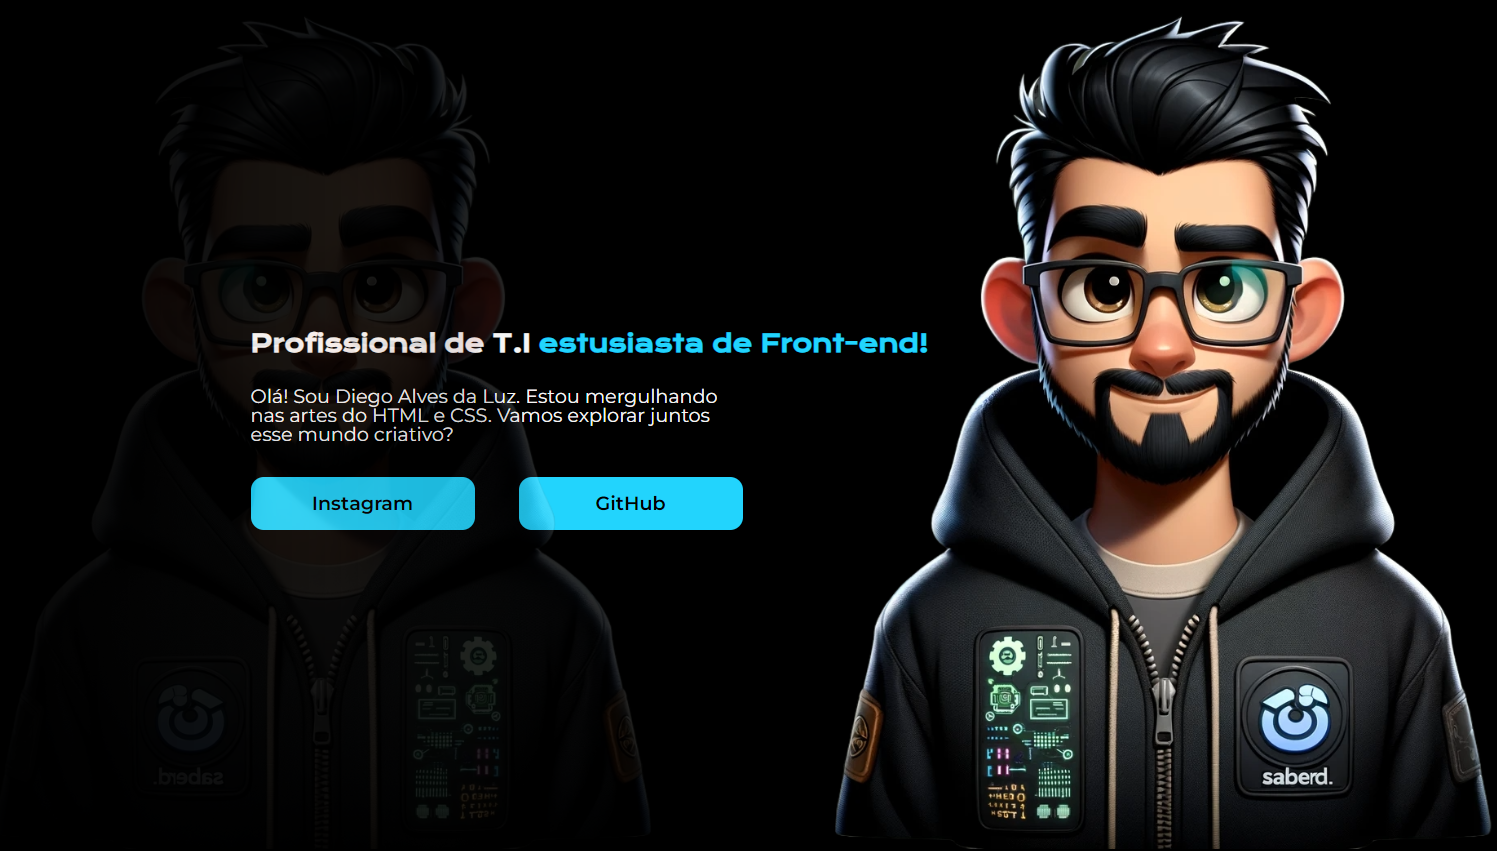 Profissional de T.I estusiasta de Front-end!
Olá! Sou Diego Alves da Luz. Estou mergulhando
nas artes do HTML e CSS. Vamos explorar juntos
esse mundo criativo?
Instagram
GitHub
saberd.
saberd.